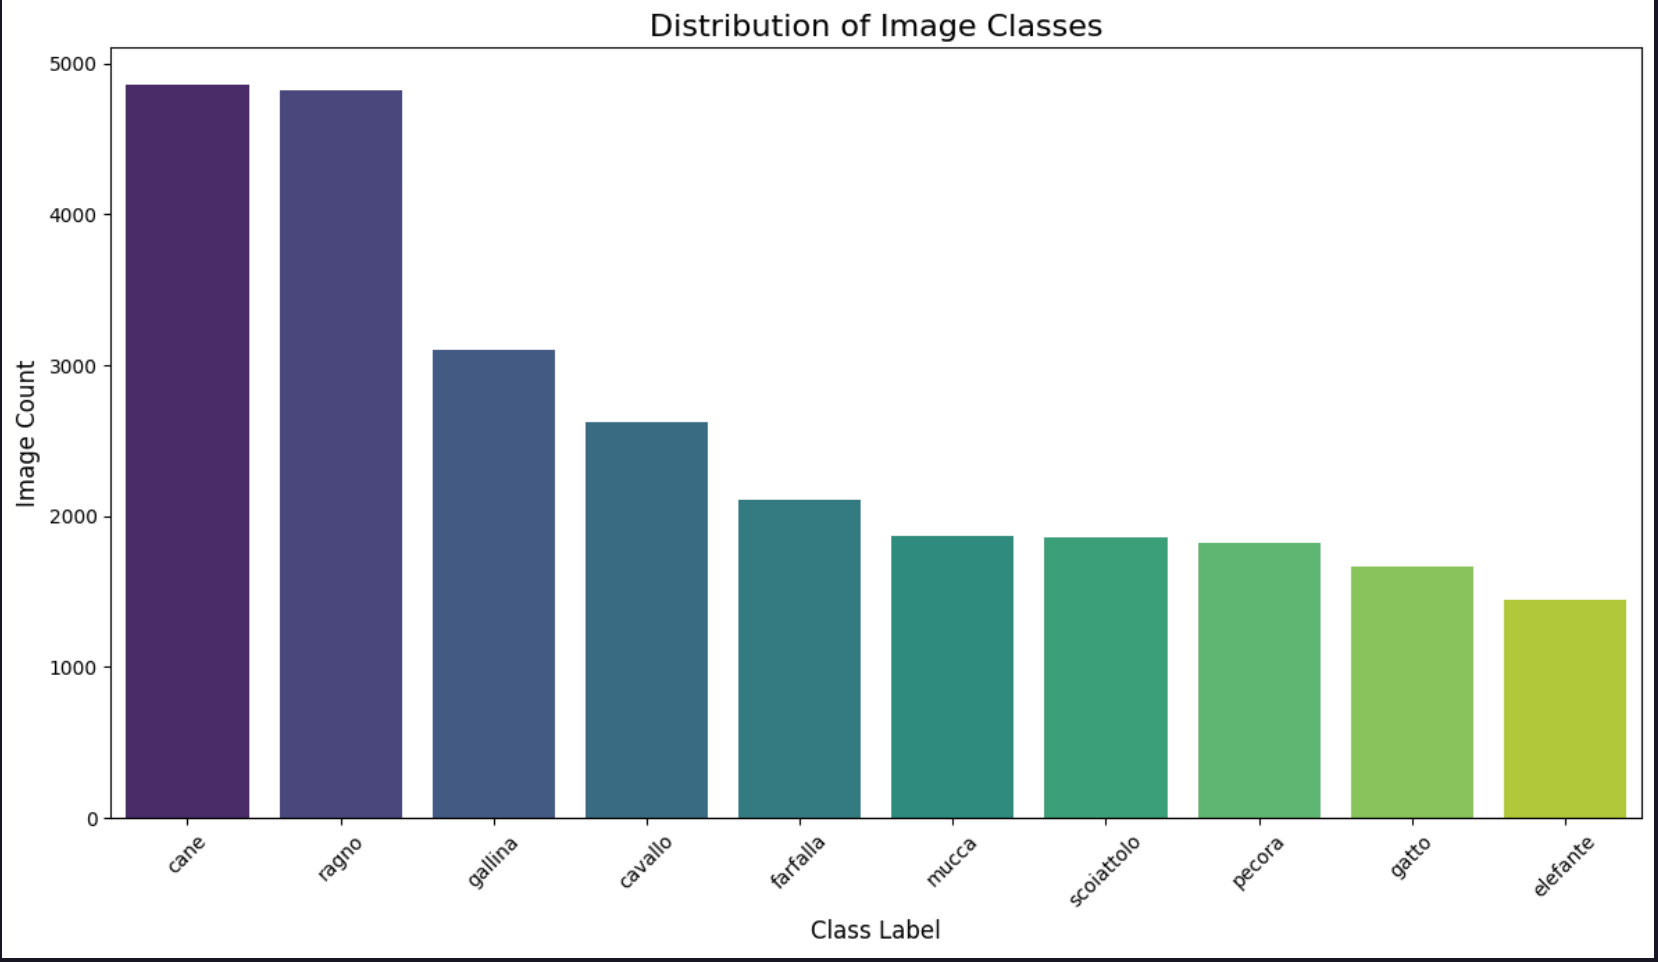 Distribution of Image Classes
5000
4000
3000
2000
1000
0
Image Count
cane
ragno
gallina
cavallo
farfalla
mucca
scoiattolo
pecora
gatto
elefante
Class Label